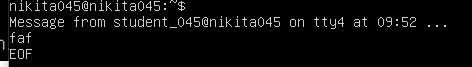 nikita045@nikita045:~$
Message from student_045@nikita045 on tty4 at 09:52 ...
faf
EOF